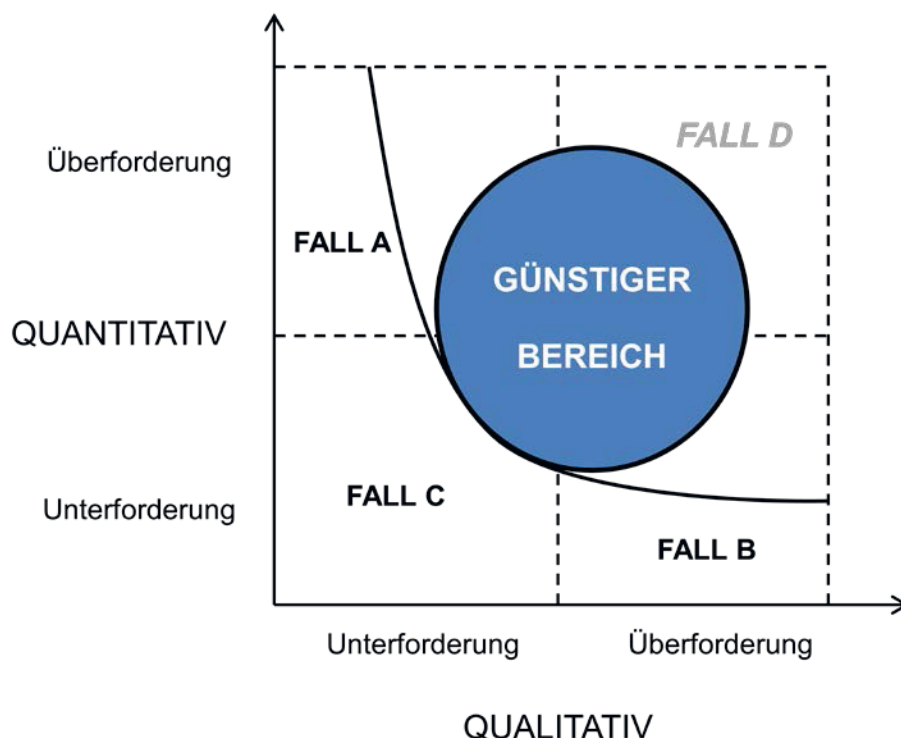 FALL D
Überforderung
FALL A
GÜNSTIGER
BEREICH
QUANTITATIV
FALL C
Unterforderung
FALL B
Unterforderung
Überforderung
QUALITATIV